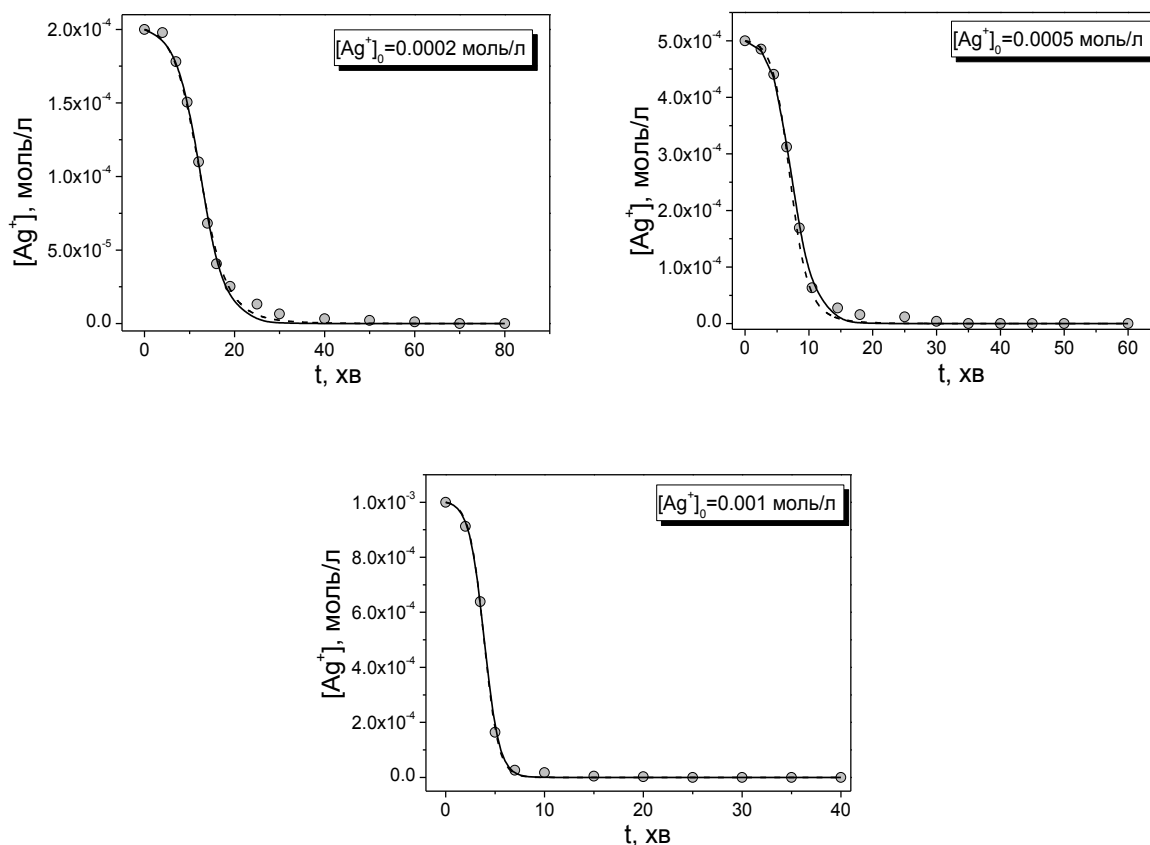 [Ag⁺]₀=0.0002 моль/л
[Ag⁺], моль/л
2.0x10⁻⁴
1.5x10⁻⁴
1.0x10⁻⁴
5.0x10⁻⁵
0.0
0 20 40 60 80
t, хв
[Ag⁺]₀=0.0005 моль/л
[Ag⁺], моль/л
5.0x10⁻⁴
4.0x10⁻⁴
3.0x10⁻⁴
2.0x10⁻⁴
1.0x10⁻⁴
0.0
0 10 20 30 40 50 60
t, хв
[Ag⁺]₀=0.001 моль/л
[Ag⁺], моль/л
1.0x10⁻³
8.0x10⁻⁴
6.0x10⁻⁴
4.0x10⁻⁴
2.0x10⁻⁴
0.0
0 10 20 30 40
t, хв